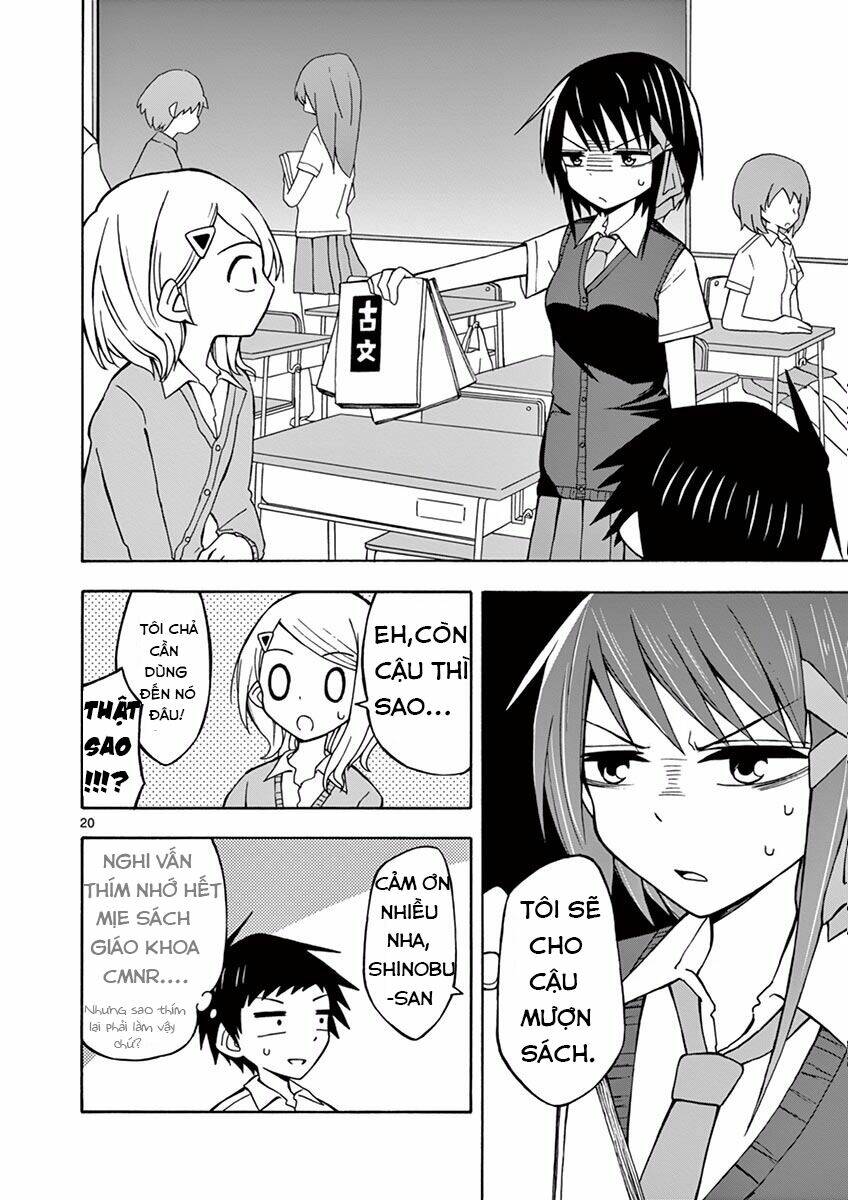 古文
TÔI SẼ
CHO
CẬU
MƯỢN
SÁCH.
EH,CÒN
CẬU THÌ
SAO...
TÔI CHẢ
CẦN
DÙNG
ĐẾN NÓ
ĐÂU!
THẬT
SAO
!!!?
20
CẢM ƠN
NHIỀU
NHA,
SHINOBU
-SAN
NGHI VẤN
THÍM NHỚ HẾT
MỊE SÁCH
GIÁO KHOA
CMNR....
Nhưng sao thím
lại phải làm vậy
chứ?